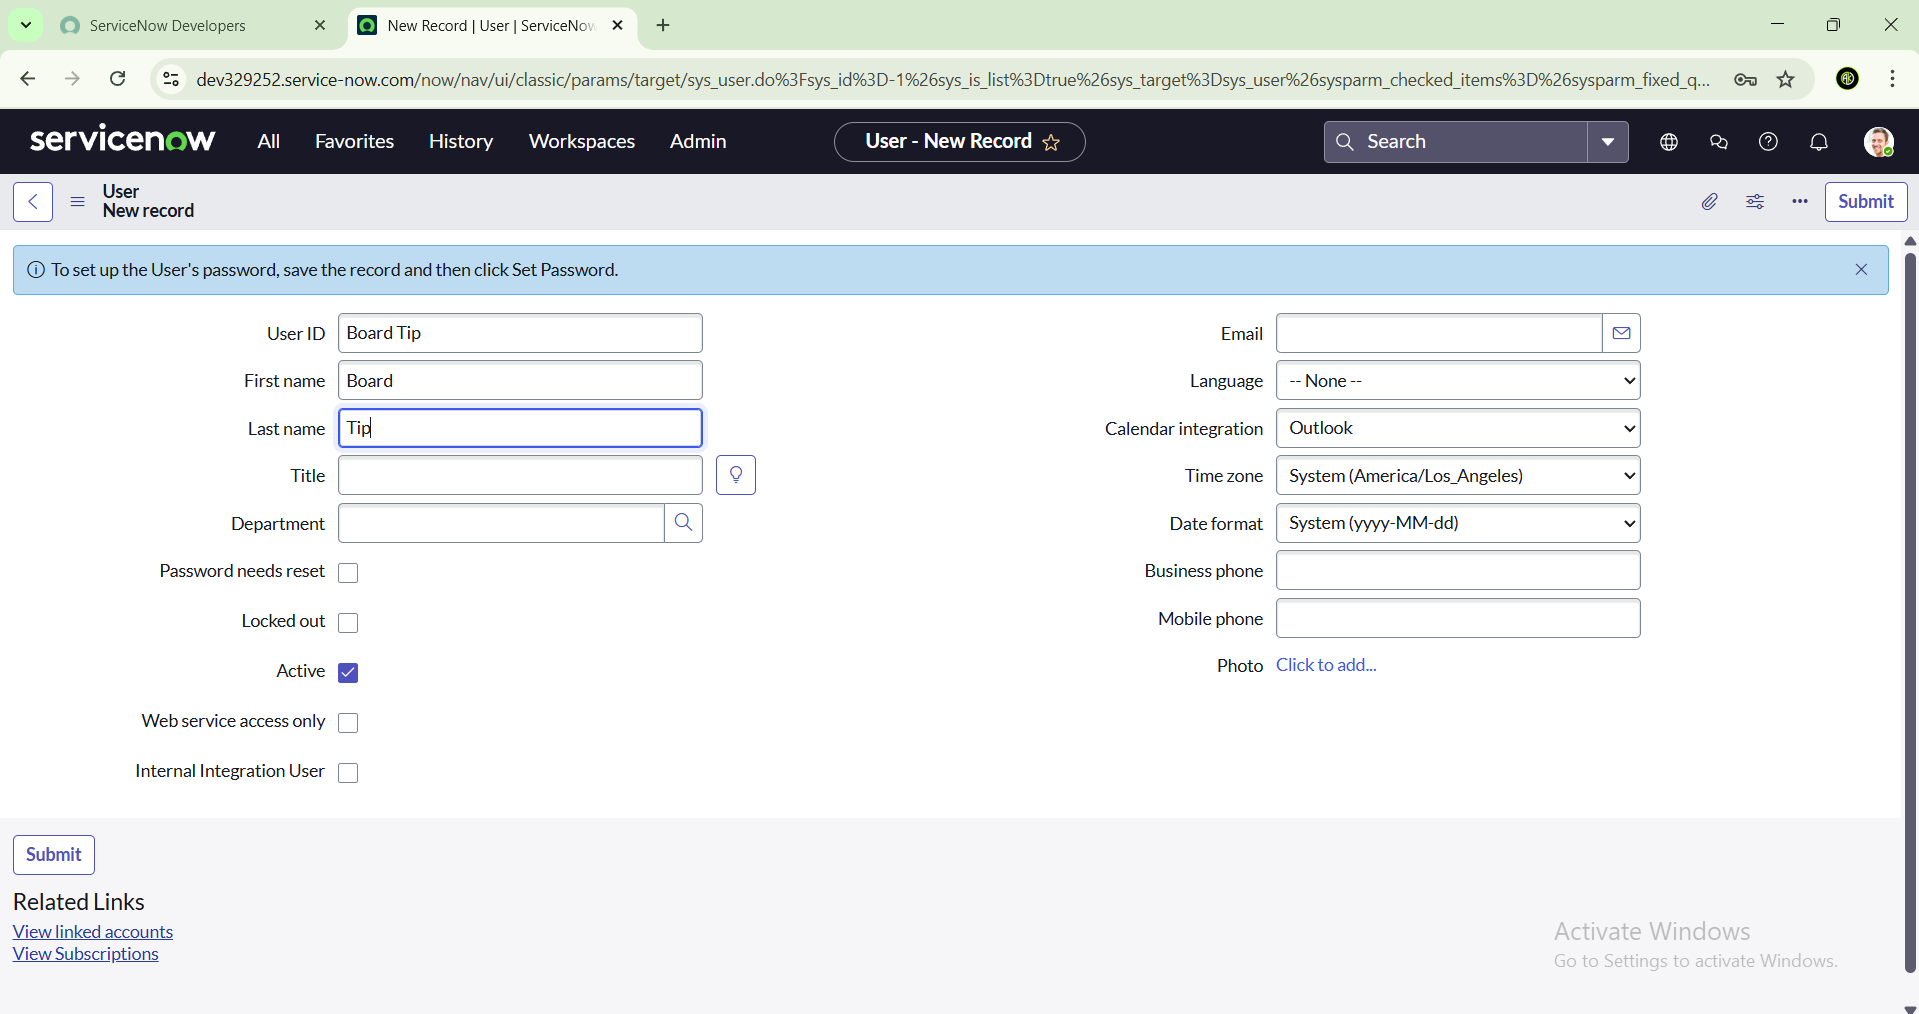 ServiceNow Developers
New Record | User | ServiceNow
dev329252.service-now.com/now/nav/ui/classic/params/target/sys_user.do%3Fsys_id%3D-1%26sys_is_list%3Dtrue%26sys_target%3Dsys_user%26sysparm_checked_items%3D%26sysparm_fixed_q...
servicenow All Favorites History Workspaces Admin User - New Record Search
User
New record
Submit
To set up the User's password, save the record and then click Set Password.
User ID Board Tip Email
First name Board Language -- None --
Last name Tip Calendar integration Outlook
Title Time zone System (America/Los_Angeles)
Department Date format System (yyyy-MM-dd)
Password needs reset Business phone
Locked out Mobile phone
Active Photo Click to add...
Web service access only
Internal Integration User
Submit
Related Links
View linked accounts
View Subscriptions
Activate Windows
Go to Settings to activate Windows.